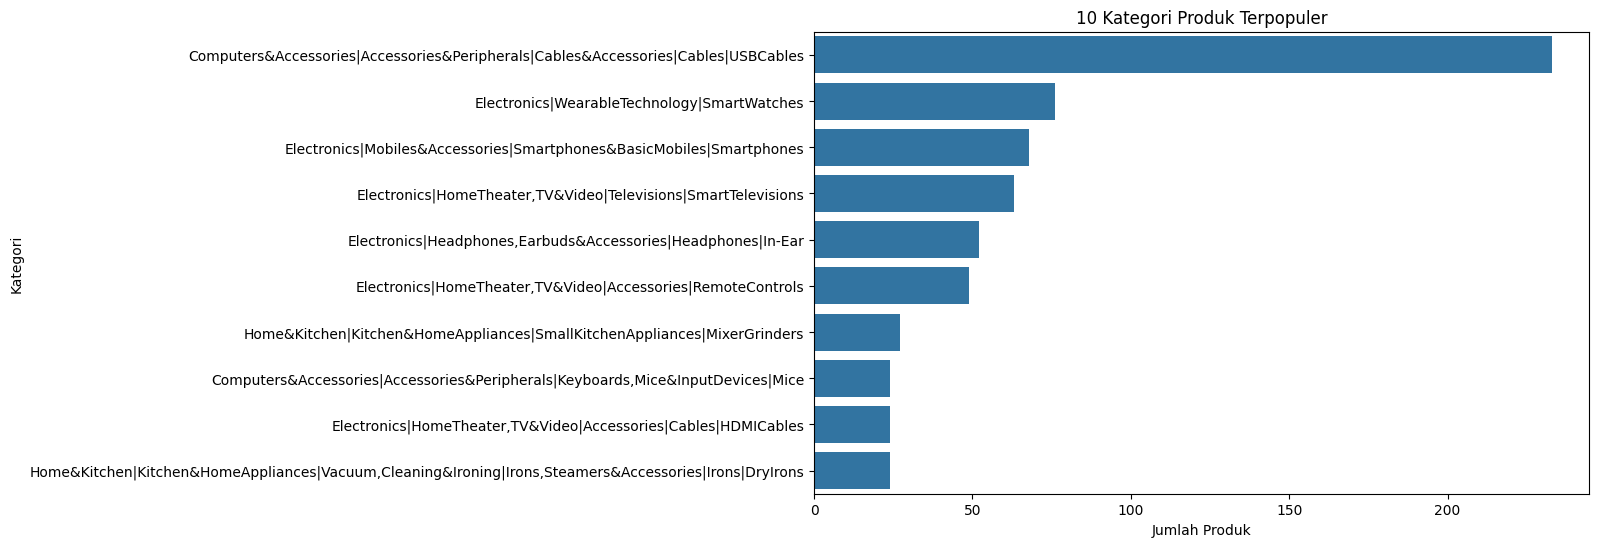 10 Kategori Produk Terpopuler
Kategori
Computers&Accessories|Accessories&Peripherals|Cables&Accessories|Cables|USBCables
Electronics|WearableTechnology|SmartWatches
Electronics|Mobiles&Accessories|Smartphones&BasicMobiles|Smartphones
Electronics|HomeTheater,TV&Video|Televisions|SmartTelevisions
Electronics|Headphones,Earbuds&Accessories|Headphones|In-Ear
Electronics|HomeTheater,TV&Video|Accessories|RemoteControls
Home&Kitchen|Kitchen&HomeAppliances|SmallKitchenAppliances|MixerGrinders
Computers&Accessories|Accessories&Peripherals|Keyboards,Mice&InputDevices|Mice
Electronics|HomeTheater,TV&Video|Accessories|Cables|HDMICables
Home&Kitchen|Kitchen&HomeAppliances|Vacuum,Cleaning&Ironing|Irons,Steamers&Accessories|Irons|DryIrons
0 50 100 150 200
Jumlah Produk